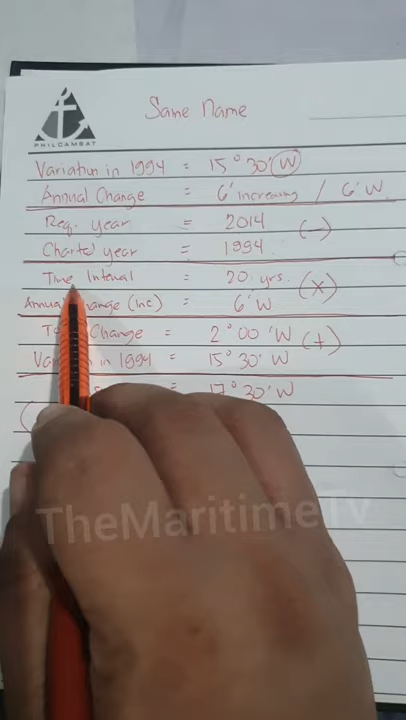 PHILCAMSAT
Same Name
Variation in 1994 = 15° 30' W
Annual Change = 6' increasing / 6' W
Req. year = 2014 (-)
Charted year = 1994
Time Interval = 20 yrs. (x)
Annual Change (Inc) = 6' W
Change = 2° 00' W (+)
in 1994 = 15° 30' W
= 17° 30' W
TheMaritimeTv